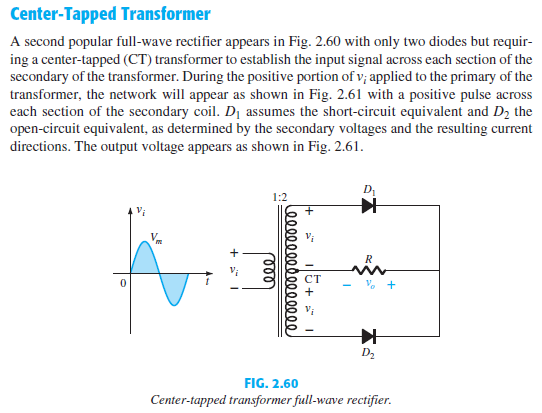 Center-Tapped Transformer
A second popular full-wave rectifier appears in Fig. 2.60 with only two diodes but requir-
ing a center-tapped (CT) transformer to establish the input signal across each section of the
secondary of the transformer. During the positive portion of vi applied to the primary of the
transformer, the network will appear as shown in Fig. 2.61 with a positive pulse across
each section of the secondary coil. D1 assumes the short-circuit equivalent and D2 the
open-circuit equivalent, as determined by the secondary voltages and the resulting current
directions. The output voltage appears as shown in Fig. 2.61.
vi
Vm
0
t
1:2
+
vi
–
+
vi
–
CT
+
vi
–
D1
R
– vo +
D2
FIG. 2.60
Center-tapped transformer full-wave rectifier.